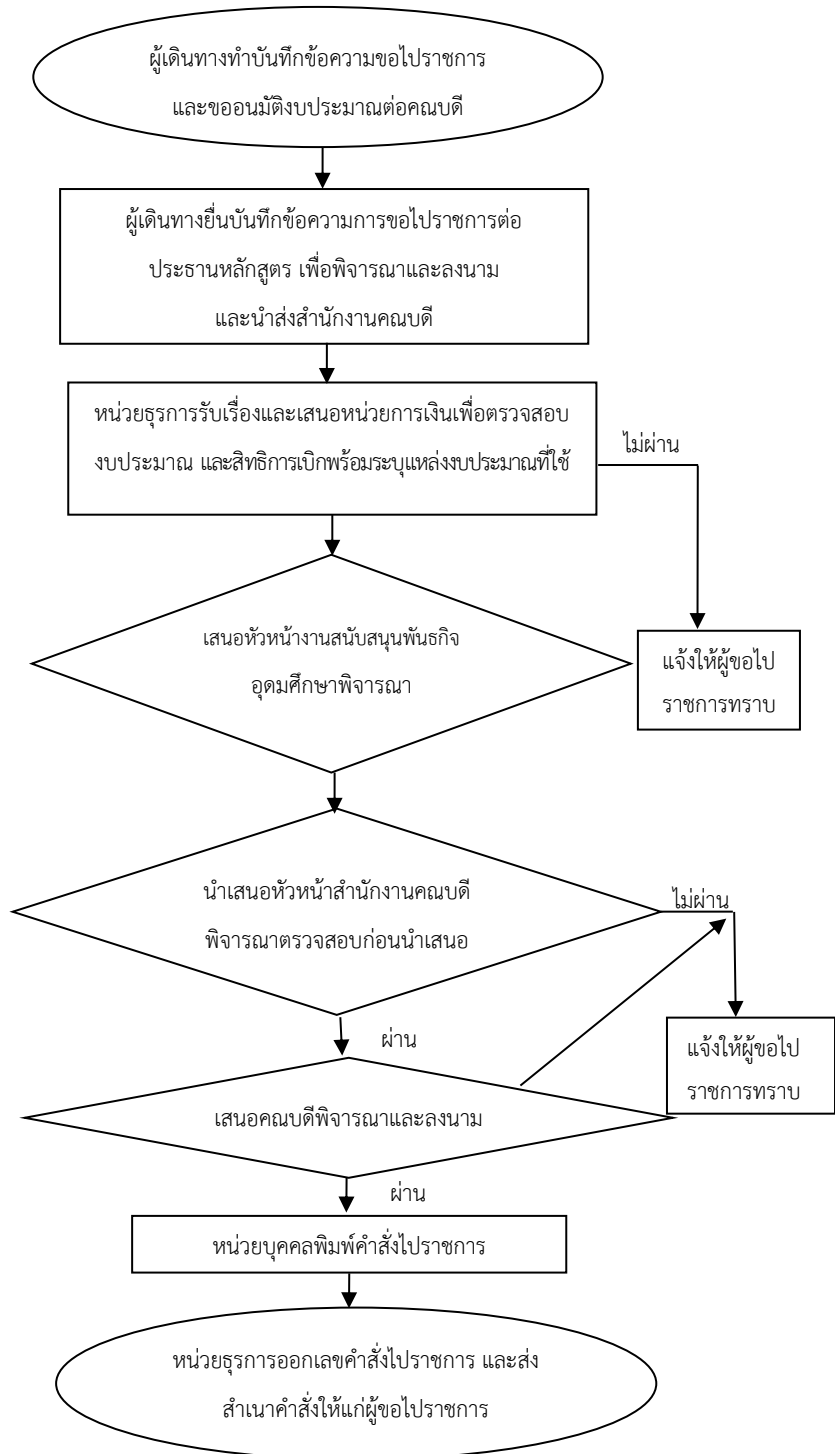 ผู้เดินทางทำบันทึกข้อความขอไปราชการ
และขออนุมัติงบประมาณต่อคณบดี
ผู้เดินทางยื่นบันทึกข้อความการขอไปราชการต่อ
ประธานหลักสูตร เพื่อพิจารณาและลงนาม
และนำส่งสำนักงานคณบดี
หน่วยธุรการรับเรื่องและเสนอหน่วยการเงินเพื่อตรวจสอบ
งบประมาณ และสิทธิการเบิกพร้อมระบุแหล่งงบประมาณที่ใช้
ไม่ผ่าน
เสนอหัวหน้างานสนับสนุนพันธกิจ
อุดมศึกษาพิจารณา
แจ้งให้ผู้ขอไป
ราชการทราบ
นำเสนอหัวหน้าสำนักงานคณบดี
พิจารณาตรวจสอบก่อนนำเสนอ
ไม่ผ่าน
ผ่าน
แจ้งให้ผู้ขอไป
ราชการทราบ
เสนอคณบดีพิจารณาและลงนาม
ผ่าน
หน่วยบุคคลพิมพ์คำสั่งไปราชการ
หน่วยธุรการออกเลขคำสั่งไปราชการ และส่ง
สำเนาคำสั่งให้แก่ผู้ขอไปราชการ